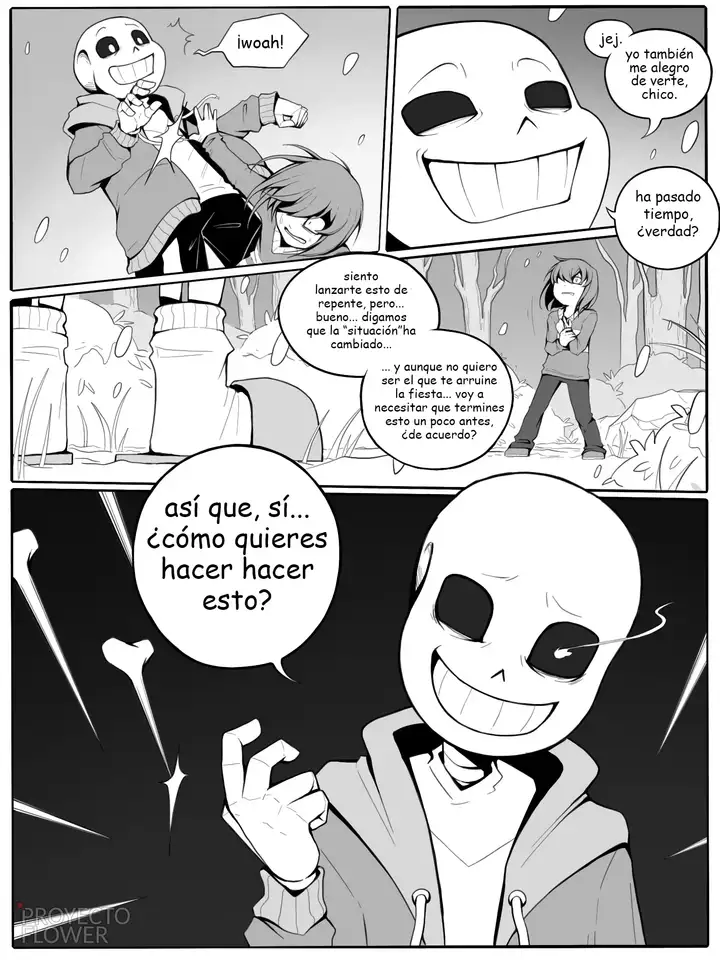 ¡woah!
jej.
yo también
me alegro
de verte,
chico.
ha pasado
tiempo,
¿verdad?
siento
lanzarte esto de
repente, pero...
bueno... digamos
que la “situación”ha
cambiado...
... y aunque no quiero
ser el que te arruine
la fiesta... voy a
necesitar que termines
esto un poco antes,
¿de acuerdo?
así que, sí...
¿cómo quieres
hacer hacer
esto?
PROYECTO
FLOWER